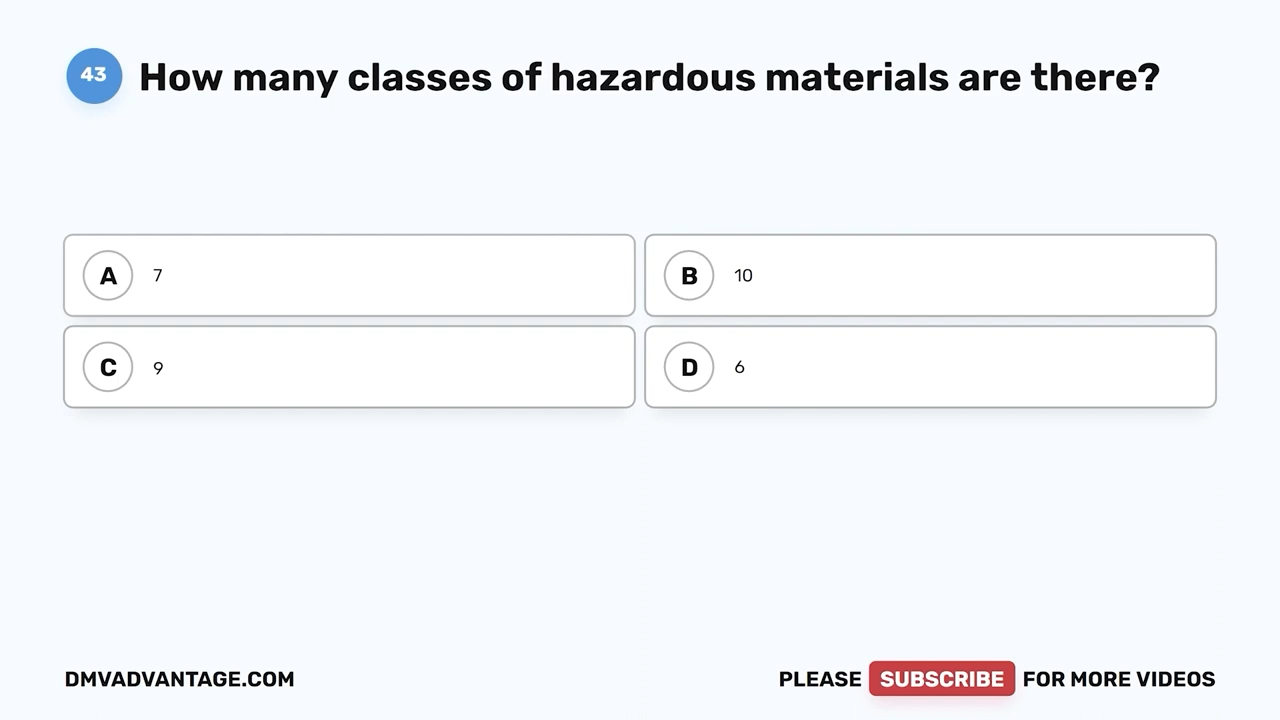 43 How many classes of hazardous materials are there?
A 7
B 10
C 9
D 6
DMVADVANTAGE.COM
PLEASE SUBSCRIBE FOR MORE VIDEOS